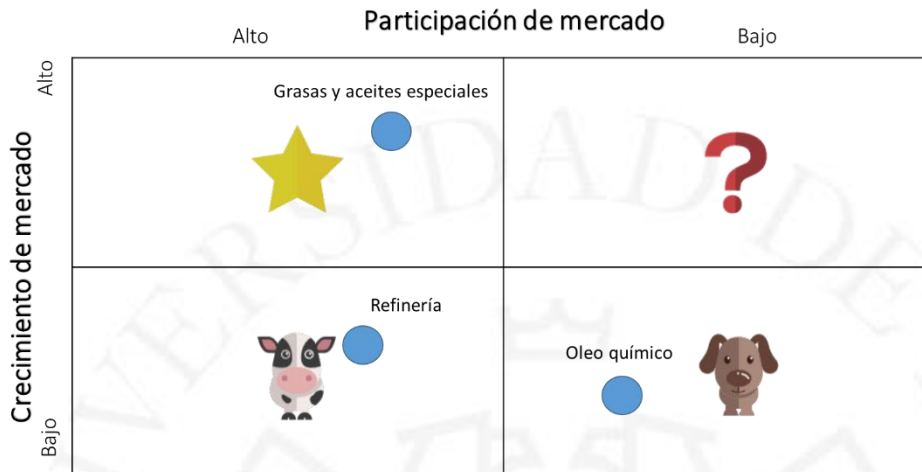 Participación de mercado
Alto
Bajo
Alto
Crecimiento de mercado
Bajo
Grasas y aceites especiales
Refinería
Oleo químico
?